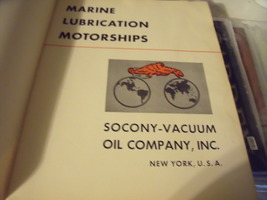 MARINE
LUBRICATION
MOTORSHIPS
SOCONY-VACUUM
OIL COMPANY, INC.
NEW YORK, U.S.A.